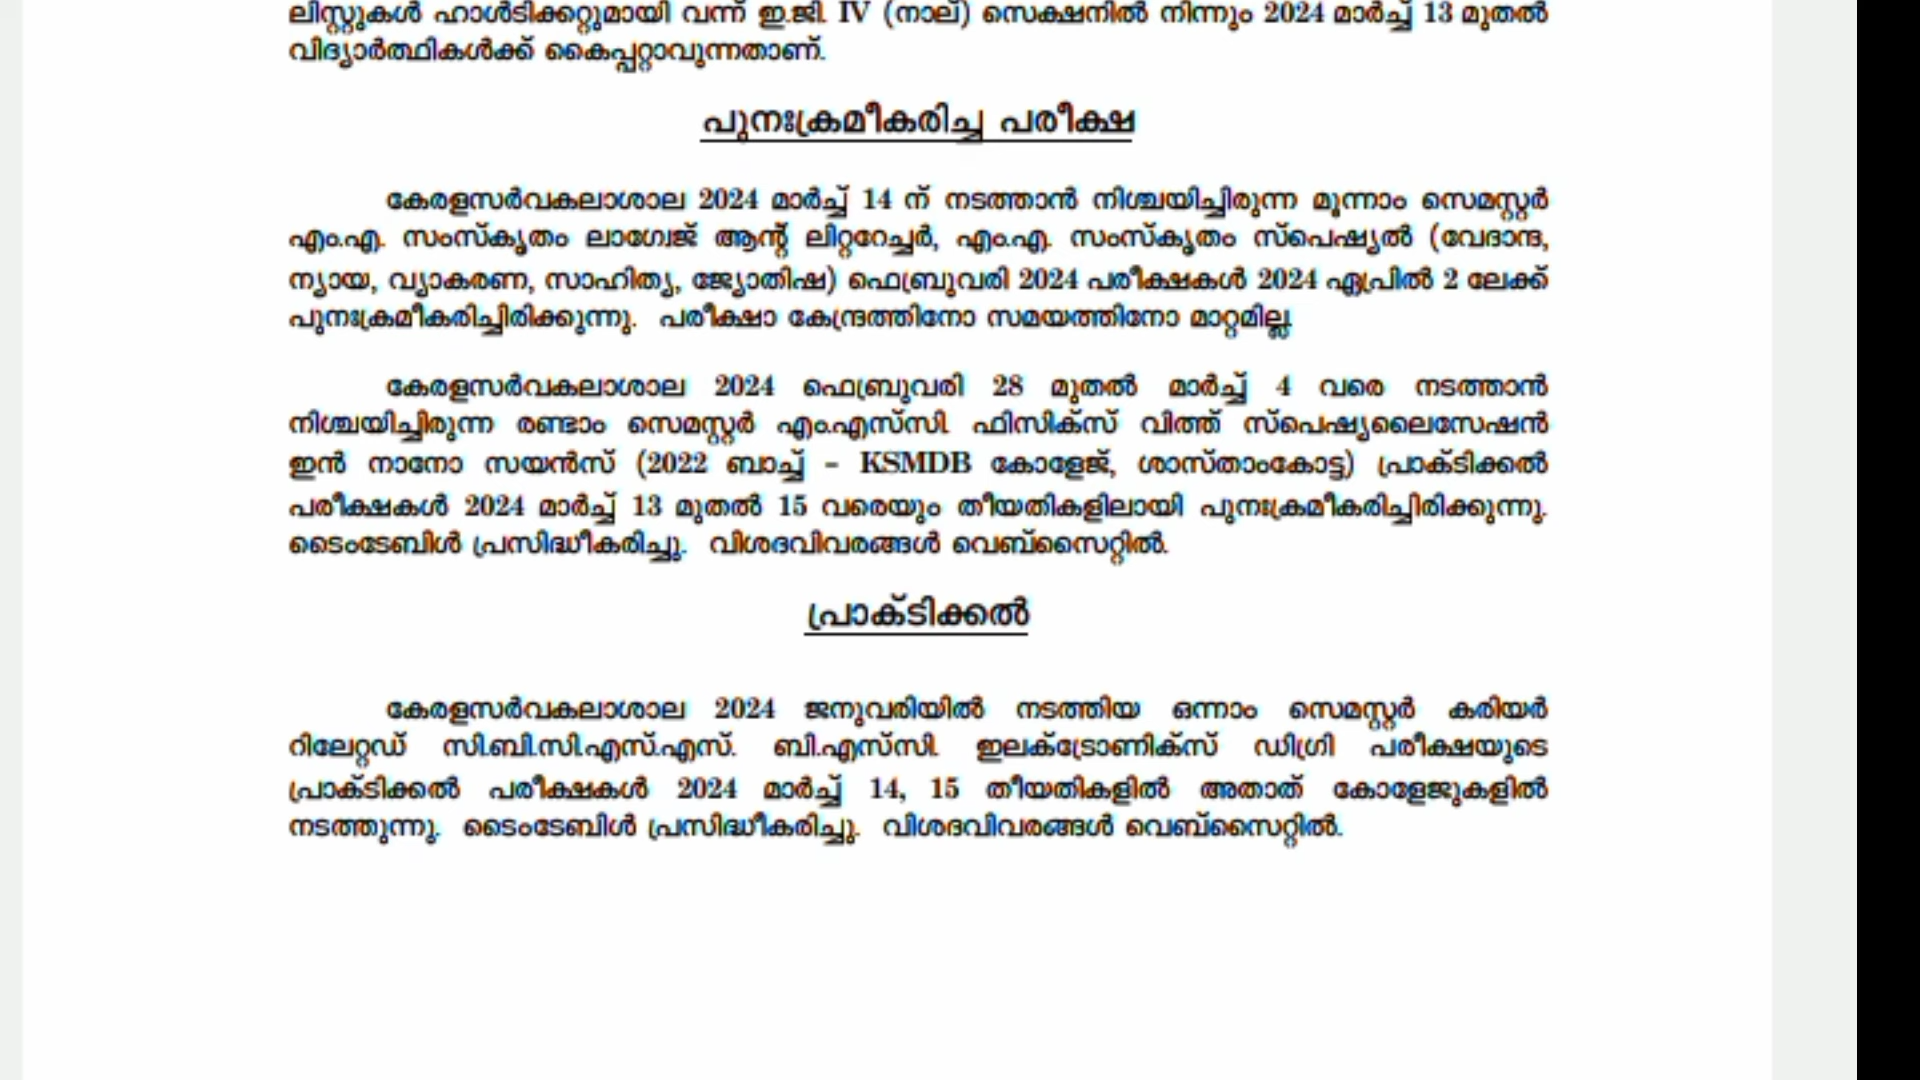 ലിസ്റ്റുകൾ ഹാൾടിക്കറ്റുമായി വന്ന് ഇ.ജി. IV (നാല്) സെക്ഷനിൽ നിന്നും 2024 മാർച്ച് 13 മുതൽ
വിദ്യാർത്ഥികൾക്ക് കൈപ്പറ്റാവുന്നതാണ്.
പുനഃക്രമീകരിച്ച പരീക്ഷ
കേരളസർവകലാശാല 2024 മാർച്ച് 14 ന് നടത്താൻ നിശ്ചയിച്ചിരുന്ന മൂന്നാം സെമസ്റ്റർ
എം.എ. സംസ്കൃതം ലാഗ്വേജ് ആന്റ് ലിറ്ററേച്ചർ, എം.എ. സംസ്കൃതം സ്പെഷ്യൽ (വേദാന്ദ,
ന്യായ, വ്യാകരണ, സാഹിത്യ, ജ്യോതിഷ) ഫെബ്രുവരി 2024 പരീക്ഷകൾ 2024 ഏപ്രിൽ 2 ലേക്ക്
പുനഃക്രമീകരിച്ചിരിക്കുന്നു. പരീക്ഷാ കേന്ദ്രത്തിനോ സമയത്തിനോ മാറ്റമില്ല.
കേരളസർവകലാശാല 2024 ഫെബ്രുവരി 28 മുതൽ മാർച്ച് 4 വരെ നടത്താൻ
നിശ്ചയിച്ചിരുന്ന രണ്ടാം സെമസ്റ്റർ എം.എസ്സി. ഫിസിക്സ് വിത്ത് സ്പെഷ്യലൈസേഷൻ
ഇൻ നാനോ സയൻസ് (2022 ബാച്ച് – KSMDB കോളേജ്, ശാസ്താംകോട്ട) പ്രാക്ടിക്കൽ
പരീക്ഷകൾ 2024 മാർച്ച് 13 മുതൽ 15 വരെയും തീയതികളിലായി പുനഃക്രമീകരിച്ചിരിക്കുന്നു.
ടൈംടേബിൾ പ്രസിദ്ധീകരിച്ചു. വിശദവിവരങ്ങൾ വെബ്സൈറ്റിൽ.
പ്രാക്ടിക്കൽ
കേരളസർവകലാശാല 2024 ജനുവരിയിൽ നടത്തിയ ഒന്നാം സെമസ്റ്റർ കരിയർ
റിലേറ്റഡ് സി.ബി.സി.എസ്.എസ്. ബി.എസ്സി. ഇലക്ട്രോണിക്സ് ഡിഗ്രി പരീക്ഷയുടെ
പ്രാക്ടിക്കൽ പരീക്ഷകൾ 2024 മാർച്ച് 14, 15 തീയതികളിൽ അതാത് കോളേജുകളിൽ
നടത്തുന്നു. ടൈംടേബിൾ പ്രസിദ്ധീകരിച്ചു. വിശദവിവരങ്ങൾ വെബ്സൈറ്റിൽ.